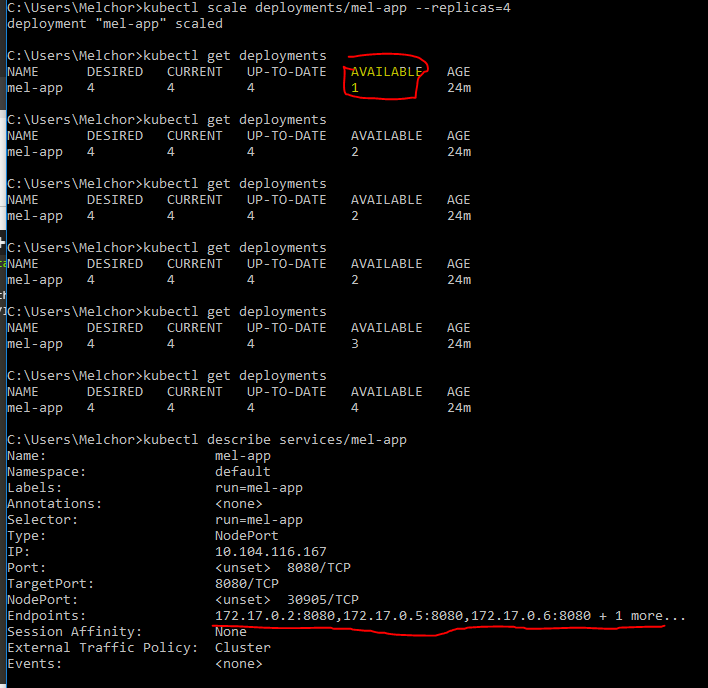 C:\Users\Melchor>kubectl scale deployments/mel-app --replicas=4
deployment "mel-app" scaled
C:\Users\Melchor>kubectl get deployments
NAME DESIRED CURRENT UP-TO-DATE AVAILABLE AGE
mel-app 4 4 4 1 24m
C:\Users\Melchor>kubectl get deployments
NAME DESIRED CURRENT UP-TO-DATE AVAILABLE AGE
mel-app 4 4 4 2 24m
C:\Users\Melchor>kubectl get deployments
NAME DESIRED CURRENT UP-TO-DATE AVAILABLE AGE
mel-app 4 4 4 2 24m
C:\Users\Melchor>kubectl get deployments
NAME DESIRED CURRENT UP-TO-DATE AVAILABLE AGE
mel-app 4 4 4 2 24m
C:\Users\Melchor>kubectl get deployments
NAME DESIRED CURRENT UP-TO-DATE AVAILABLE AGE
mel-app 4 4 4 3 24m
C:\Users\Melchor>kubectl get deployments
NAME DESIRED CURRENT UP-TO-DATE AVAILABLE AGE
mel-app 4 4 4 4 24m
C:\Users\Melchor>kubectl describe services/mel-app
Name: mel-app
Namespace: default
Labels: run=mel-app
Annotations: <none>
Selector: run=mel-app
Type: NodePort
IP: 10.104.116.167
Port: <unset> 8080/TCP
TargetPort: 8080/TCP
NodePort: <unset> 30905/TCP
Endpoints: 172.17.0.2:8080,172.17.0.5:8080,172.17.0.6:8080 + 1 more...
Session Affinity: None
External Traffic Policy: Cluster
Events: <none>